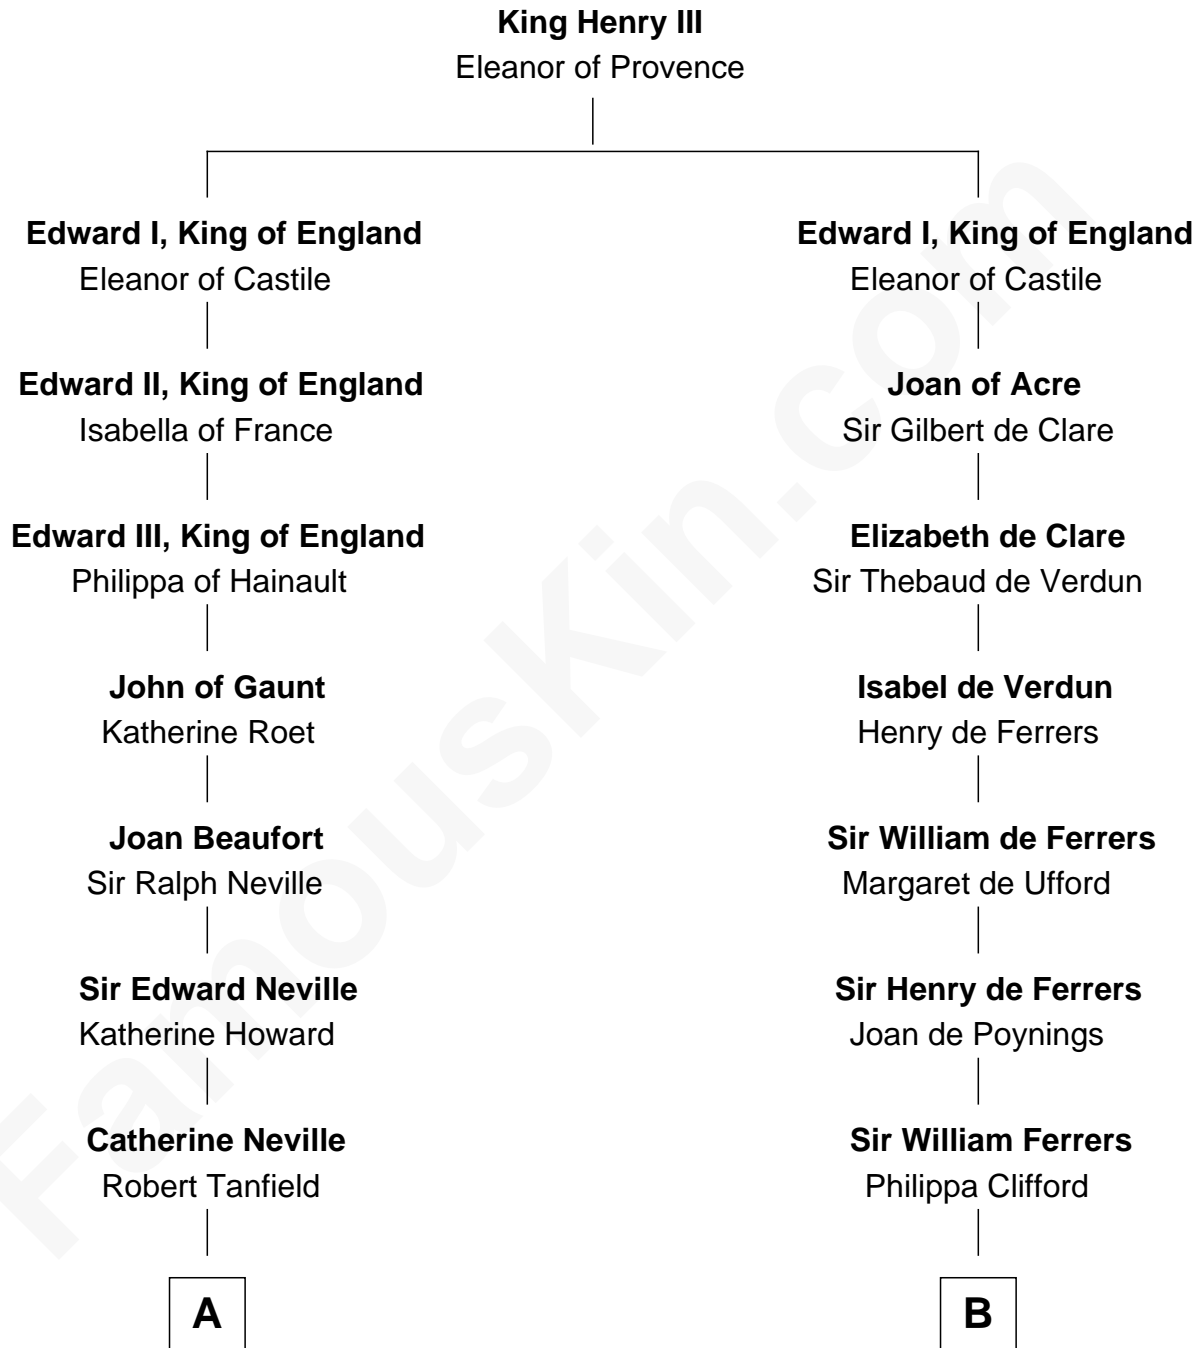 King Henry III
Eleanor of Provence
Edward I, King of England
Eleanor of Castile
Edward II, King of England
Isabella of France
Edward III, King of England
Philippa of Hainault
John of Gaunt
Katherine Roet
Joan Beaufort
Sir Ralph Neville
Sir Edward Neville
Katherine Howard
Catherine Neville
Robert Tanfield
A
Edward I, King of England
Eleanor of Castile
Joan of Acre
Sir Gilbert de Clare
Elizabeth de Clare
Sir Thebaud de Verdun
Isabel de Verdun
Henry de Ferrers
Sir William de Ferrers
Margaret de Ufford
Sir Henry de Ferrers
Joan de Poynings
Sir William Ferrers
Philippa Clifford
B
FamousKin.com